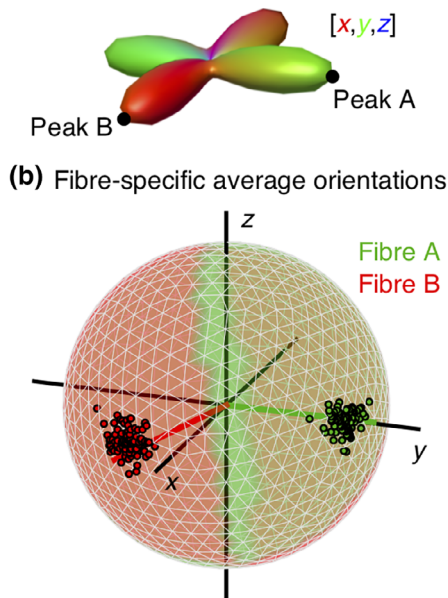 [x,y,z]
Peak A
Peak B
(b) Fibre-specific average orientations
z
Fibre A
Fibre B
y
x